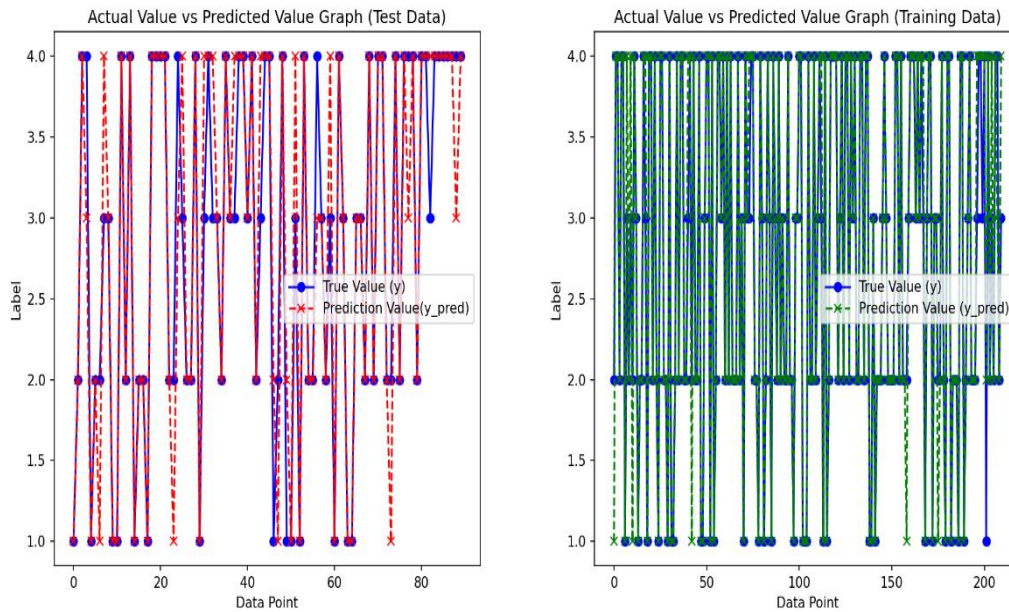 Actual Value vs Predicted Value Graph (Test Data)
4.0
3.5
3.0
2.5
2.0
1.5
1.0
Label
True Value (y)
Prediction Value(y_pred)
0
20
40
60
80
Data Point
Actual Value vs Predicted Value Graph (Training Data)
4.0
3.5
3.0
2.5
2.0
1.5
1.0
Label
True Value (y)
Prediction Value (y_pred)
0
50
100
150
200
Data Point